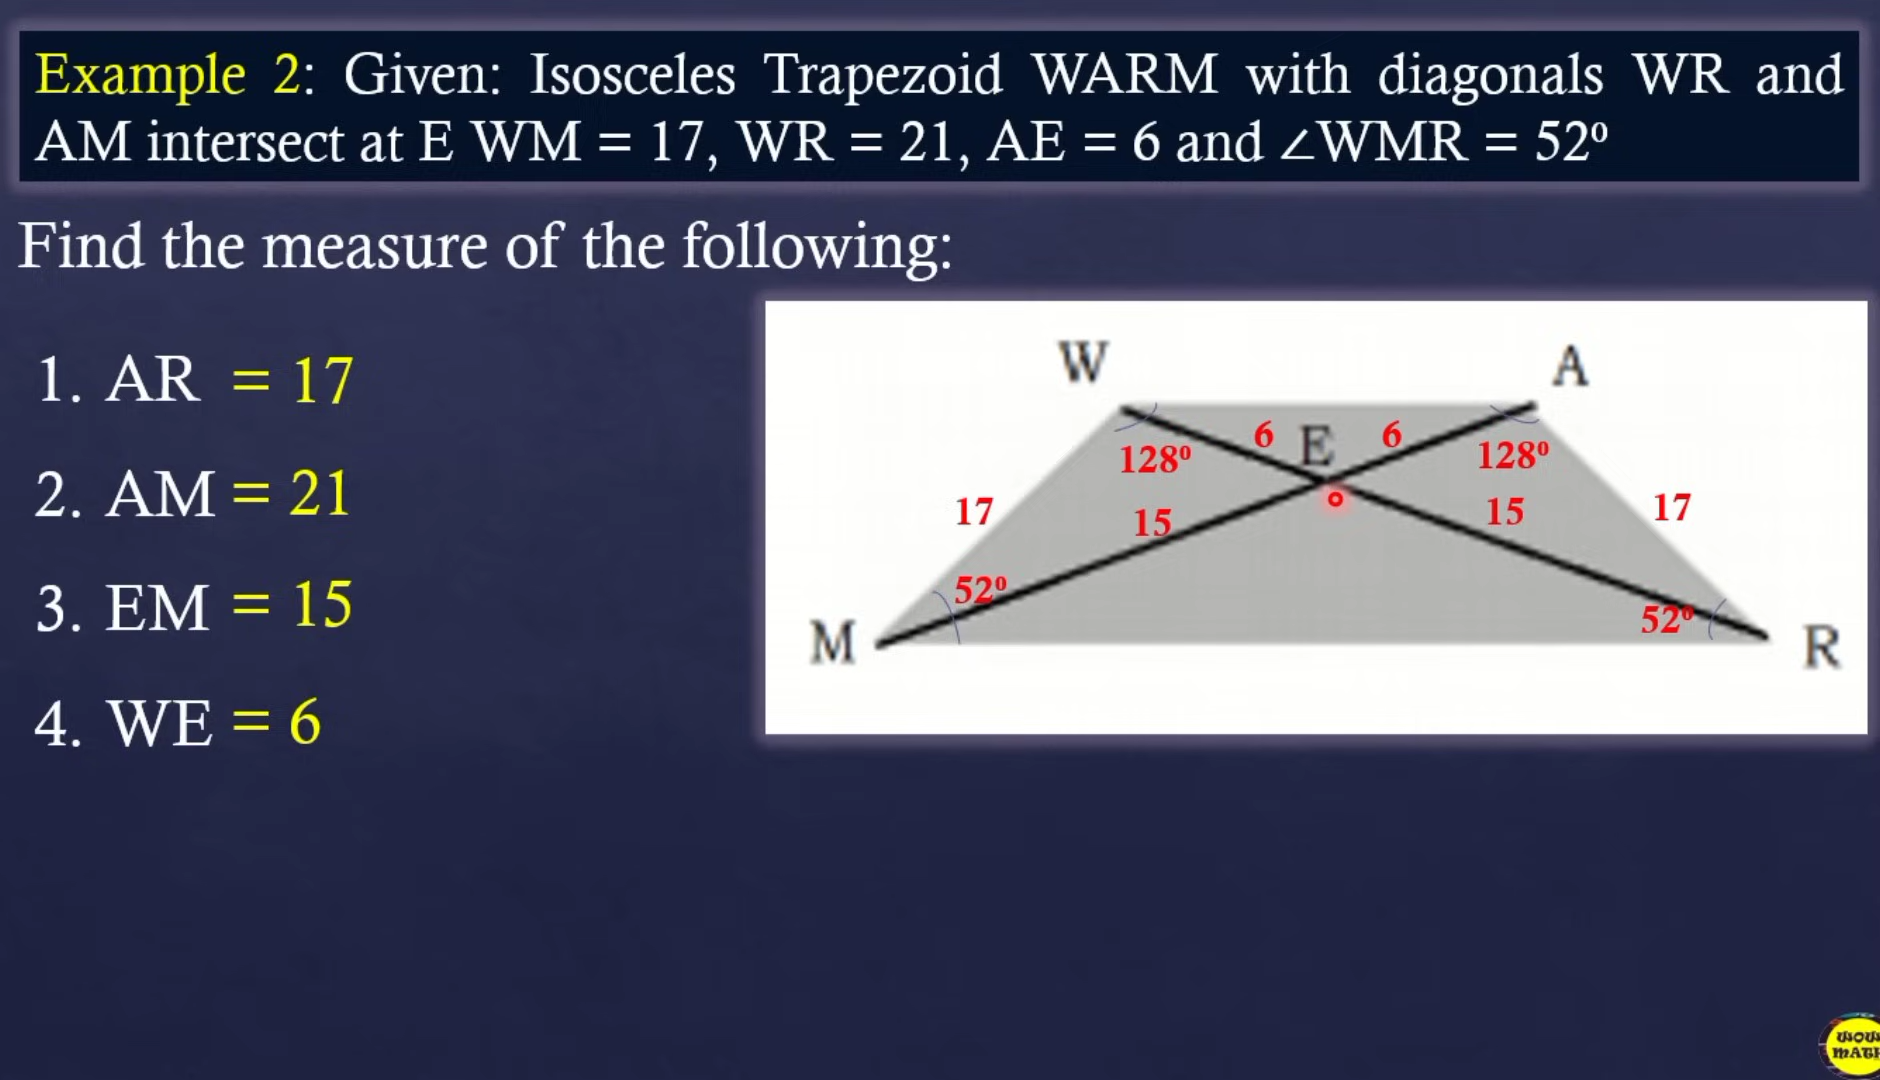 Example 2: Given: Isosceles Trapezoid WARM with diagonals WR and
AM intersect at E WM = 17, WR = 21, AE = 6 and ∠WMR = 52º
Find the measure of the following:
1. AR = 17
2. AM = 21
3. EM = 15
4. WE = 6
W
A
6
E
6
128º
128º
17
15
15
17
52º
52º
M
R
WOW
MATH